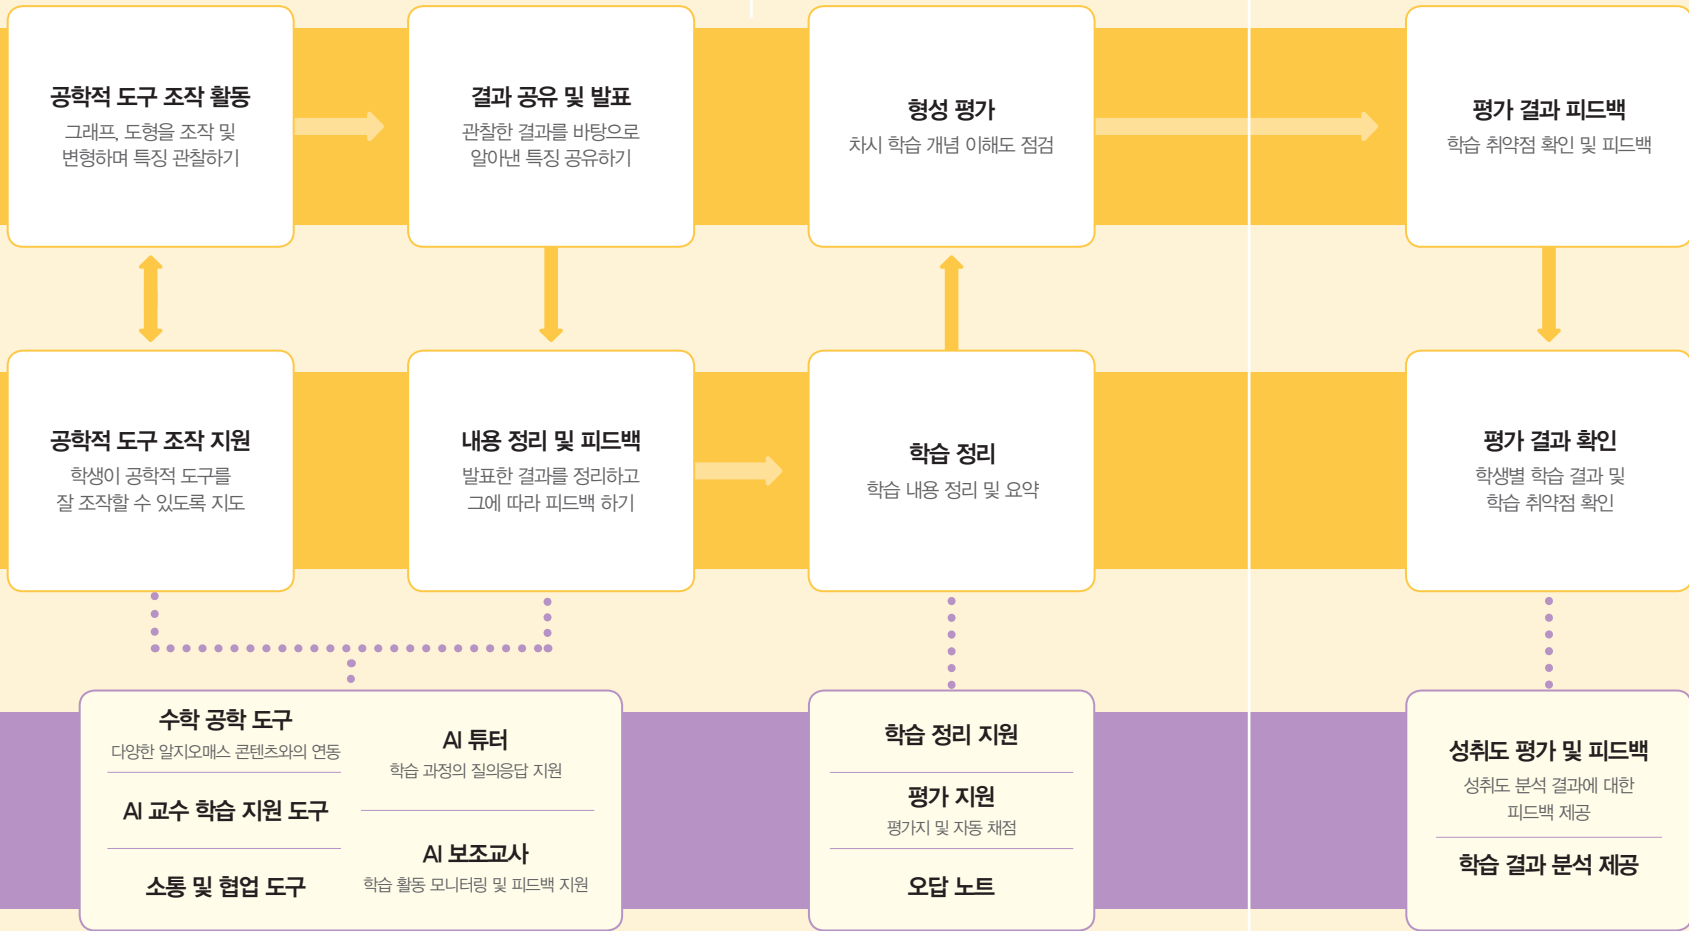 공학적 도구 조작 활동
그래프, 도형을 조작 및
변형하며 특징 관찰하기
결과 공유 및 발표
관찰한 결과를 바탕으로
알아낸 특징 공유하기
형성 평가
차시 학습 개념 이해도 점검
평가 결과 피드백
학습 취약점 확인 및 피드백
공학적 도구 조작 지원
학생이 공학적 도구를
잘 조작할 수 있도록 지도
내용 정리 및 피드백
발표한 결과를 정리하고
그에 따라 피드백 하기
학습 정리
학습 내용 정리 및 요약
평가 결과 확인
학생별 학습 결과 및
학습 취약점 확인
수학 공학 도구
다양한 알지오매스 콘텐츠와의 연동
AI 교수 학습 지원 도구
소통 및 협업 도구
AI 튜터
학습 과정의 질의응답 지원
AI 보조교사
학습 활동 모니터링 및 피드백 지원
학습 정리 지원
평가 지원
평가지 및 자동 채점
오답 노트
성취도 평가 및 피드백
성취도 분석 결과에 대한
피드백 제공
학습 결과 분석 제공